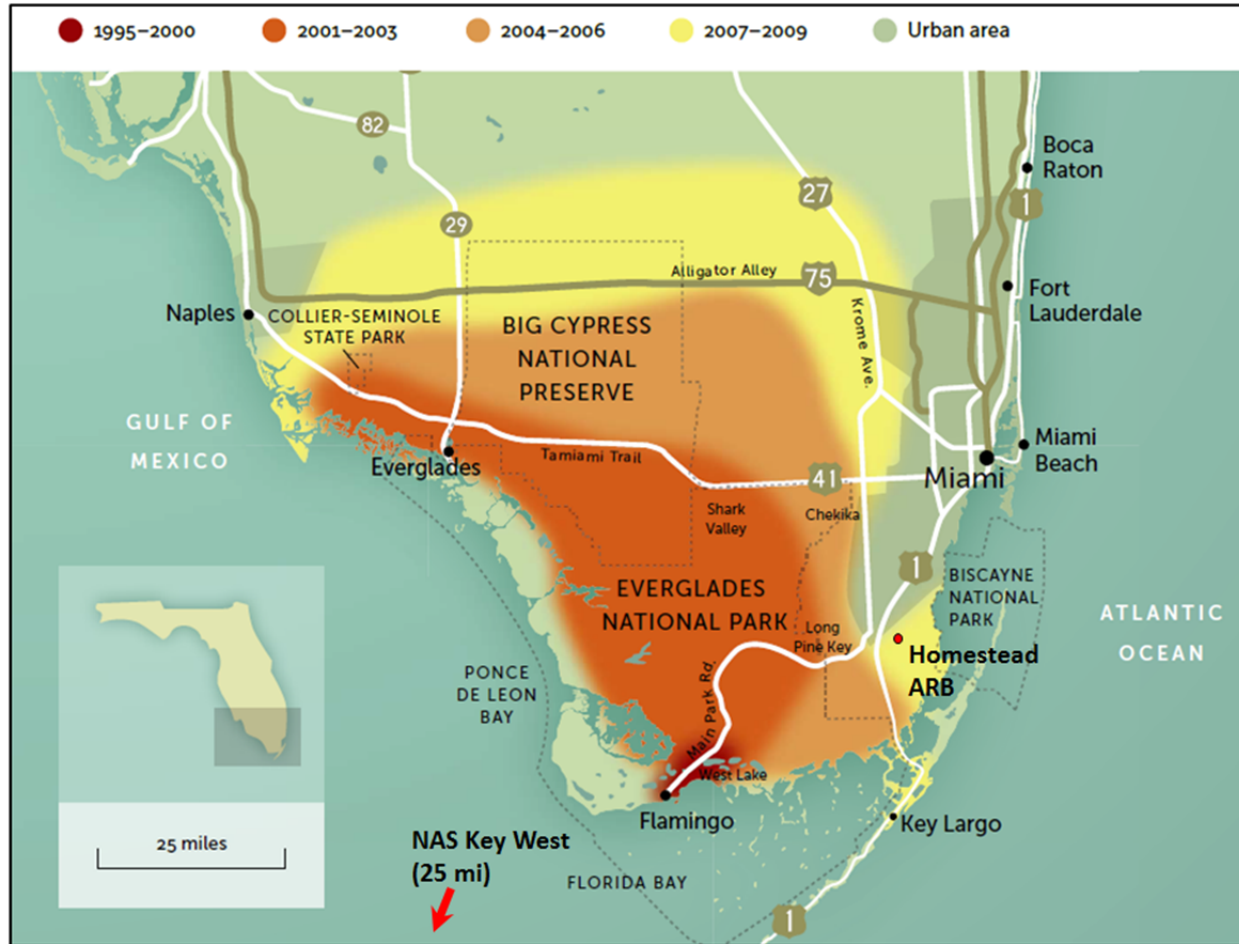 1995–2000
2001–2003
2004–2006
2007–2009
Urban area
82
29
27
Boca
Raton
1
Alligator Alley
75
Fort
Lauderdale
Naples
COLLIER-SEMINOLE
STATE PARK
BIG CYPRESS
NATIONAL
PRESERVE
Krome Ave.
GULF OF
MEXICO
Everglades
Tamiami Trail
41
Miami
Miami
Beach
Shark
Valley
Chekika
EVERGLADES
NATIONAL PARK
1
BISCAYNE
NATIONAL
PARK
ATLANTIC
OCEAN
Long
Pine Key
Homestead
ARB
PONCE
DE LEON
BAY
Main Park Rd.
West Lake
Flamingo
Key Largo
25 miles
NAS Key West
(25 mi)
FLORIDA BAY
1